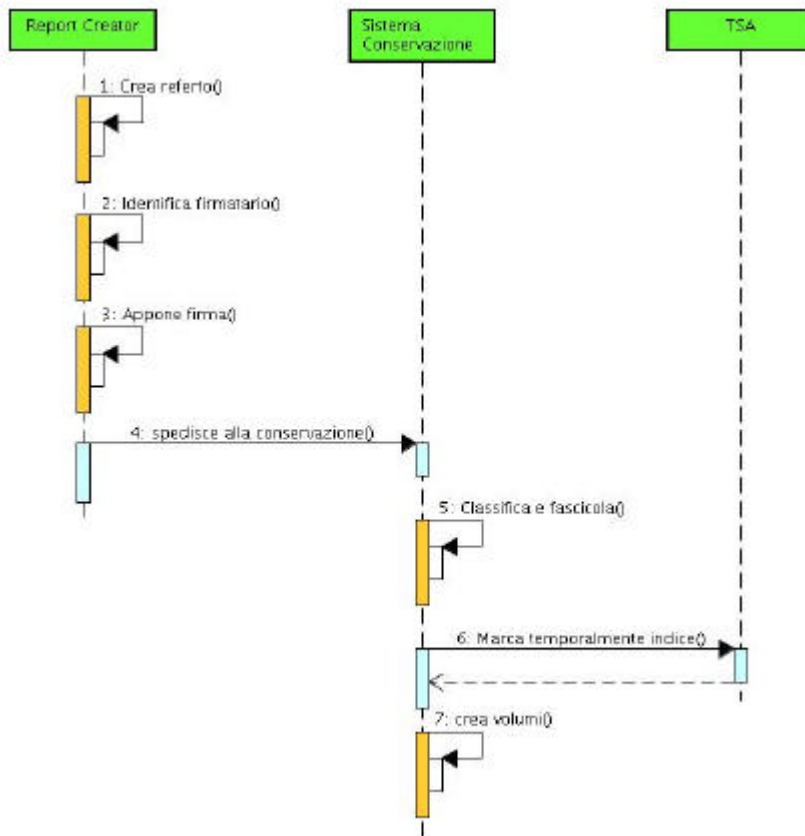 Report Creator
Sistema
Conservazione
TSA
1: Crea referto()
2: Identifica firmatario()
3: Appone firma()
4: spedisce alla conservazione()
5: Classifica e fascicola()
6: Marca temporalmente indice()
7: crea volumi()